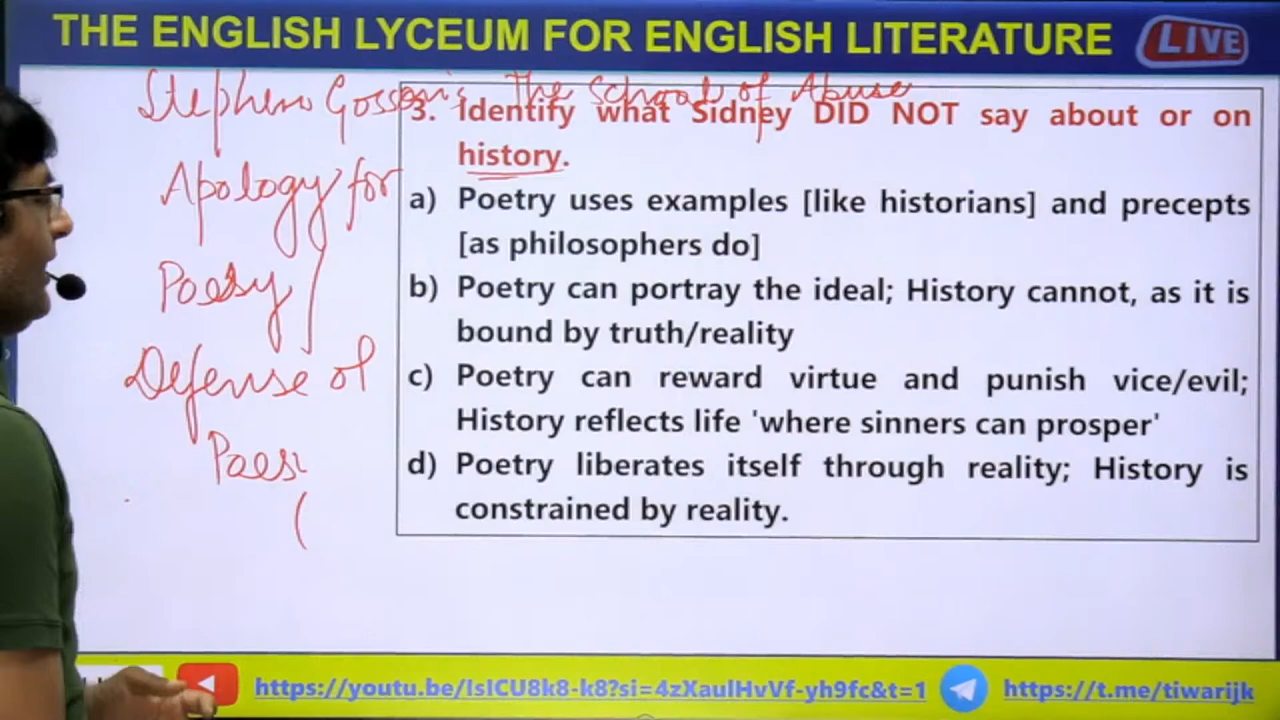 THE ENGLISH LYCEUM FOR ENGLISH LITERATURE
LIVE
Stephens Gosson's The School of Abuse
3. Identify what Sidney DID NOT say about or on
history.
Apology for
a) Poetry uses examples [like historians] and precepts
[as philosophers do]
Poesy
b) Poetry can portray the ideal; History cannot, as it is
bound by truth/reality
Defense of
c) Poetry can reward virtue and punish vice/evil;
History reflects life 'where sinners can prosper'
Poesi
d) Poetry liberates itself through reality; History is
constrained by reality.
https://youtu.be/IsICU8k8-k8?si=4zXaulHvVf-yh9fc&t=1
https://t.me/tiwarijk